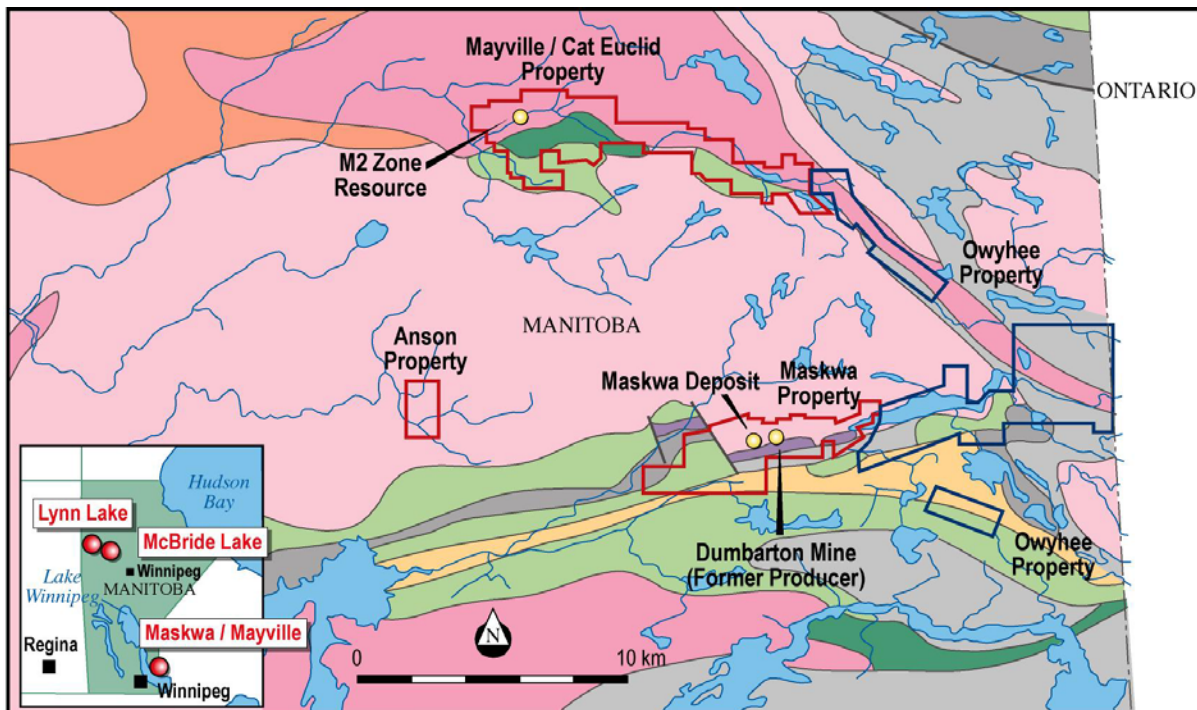 Mayville / Cat Euclid
Property
ONTARIO
M2 Zone
Resource
Owyhee
Property
MANITOBA
Anson
Property
Maskwa Deposit
Maskwa
Property
Dumbarton Mine
(Former Producer)
Owyhee
Property
N
0
10 km
Hudson
Bay
Lynn Lake
McBride Lake
Winnipeg
MANITOBA
Lake
Winnipeg
Maskwa / Mayville
Regina
Winnipeg